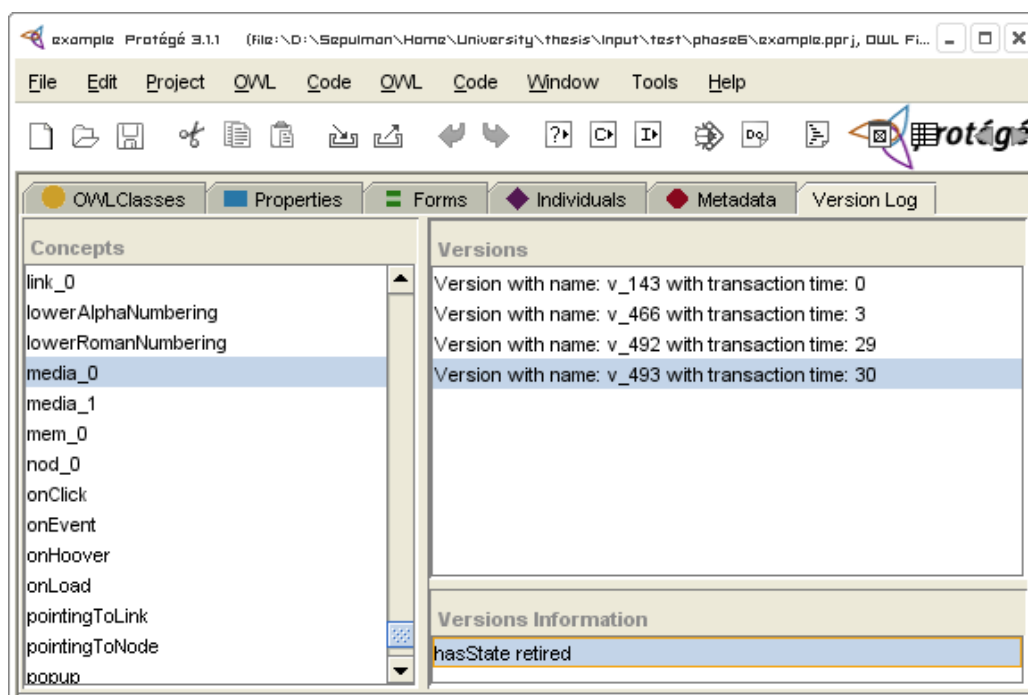 example Protégé 3.1.1 (file:\D:\Sepulman\Home\University\thesis\input\test\phase6\example.pprj, OWL Fi...
File Edit Project OWL Code OWL Code Window Tools Help
protégé
OWLClasses Properties Forms Individuals Metadata Version Log
Concepts
link_0
lowerAlphaNumbering
lowerRomanNumbering
media_0
media_1
mem_0
nod_0
onClick
onEvent
onHoover
onLoad
pointingToLink
pointingToNode
popup
Versions
Version with name: v_143 with transaction time: 0
Version with name: v_466 with transaction time: 3
Version with name: v_492 with transaction time: 29
Version with name: v_493 with transaction time: 30
Versions Information
hasState retired